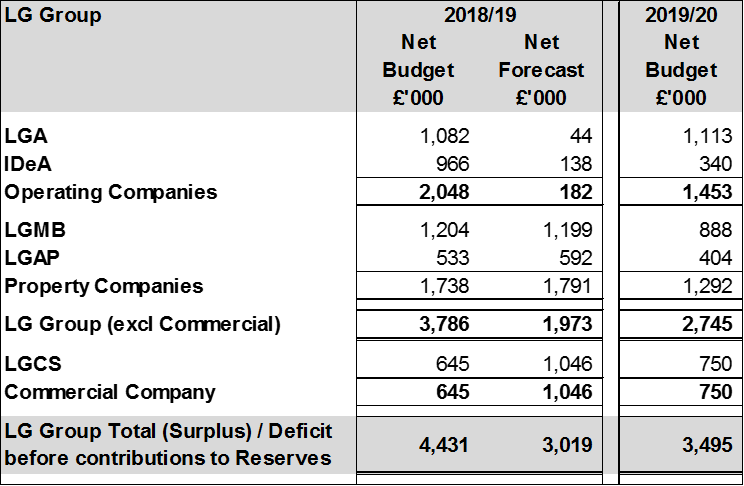 LG Group 2018/19 2019/20
Net Net Net
Budget Forecast Budget
£'000 £'000 £'000
LGA 1,082 44 1,113
IDeA 966 138 340
Operating Companies 2,048 182 1,453
LGMB 1,204 1,199 888
LGAP 533 592 404
Property Companies 1,738 1,791 1,292
LG Group (excl Commercial) 3,786 1,973 2,745
LGCS 645 1,046 750
Commercial Company 645 1,046 750
LG Group Total (Surplus) / Deficit
before contributions to Reserves 4,431 3,019 3,495